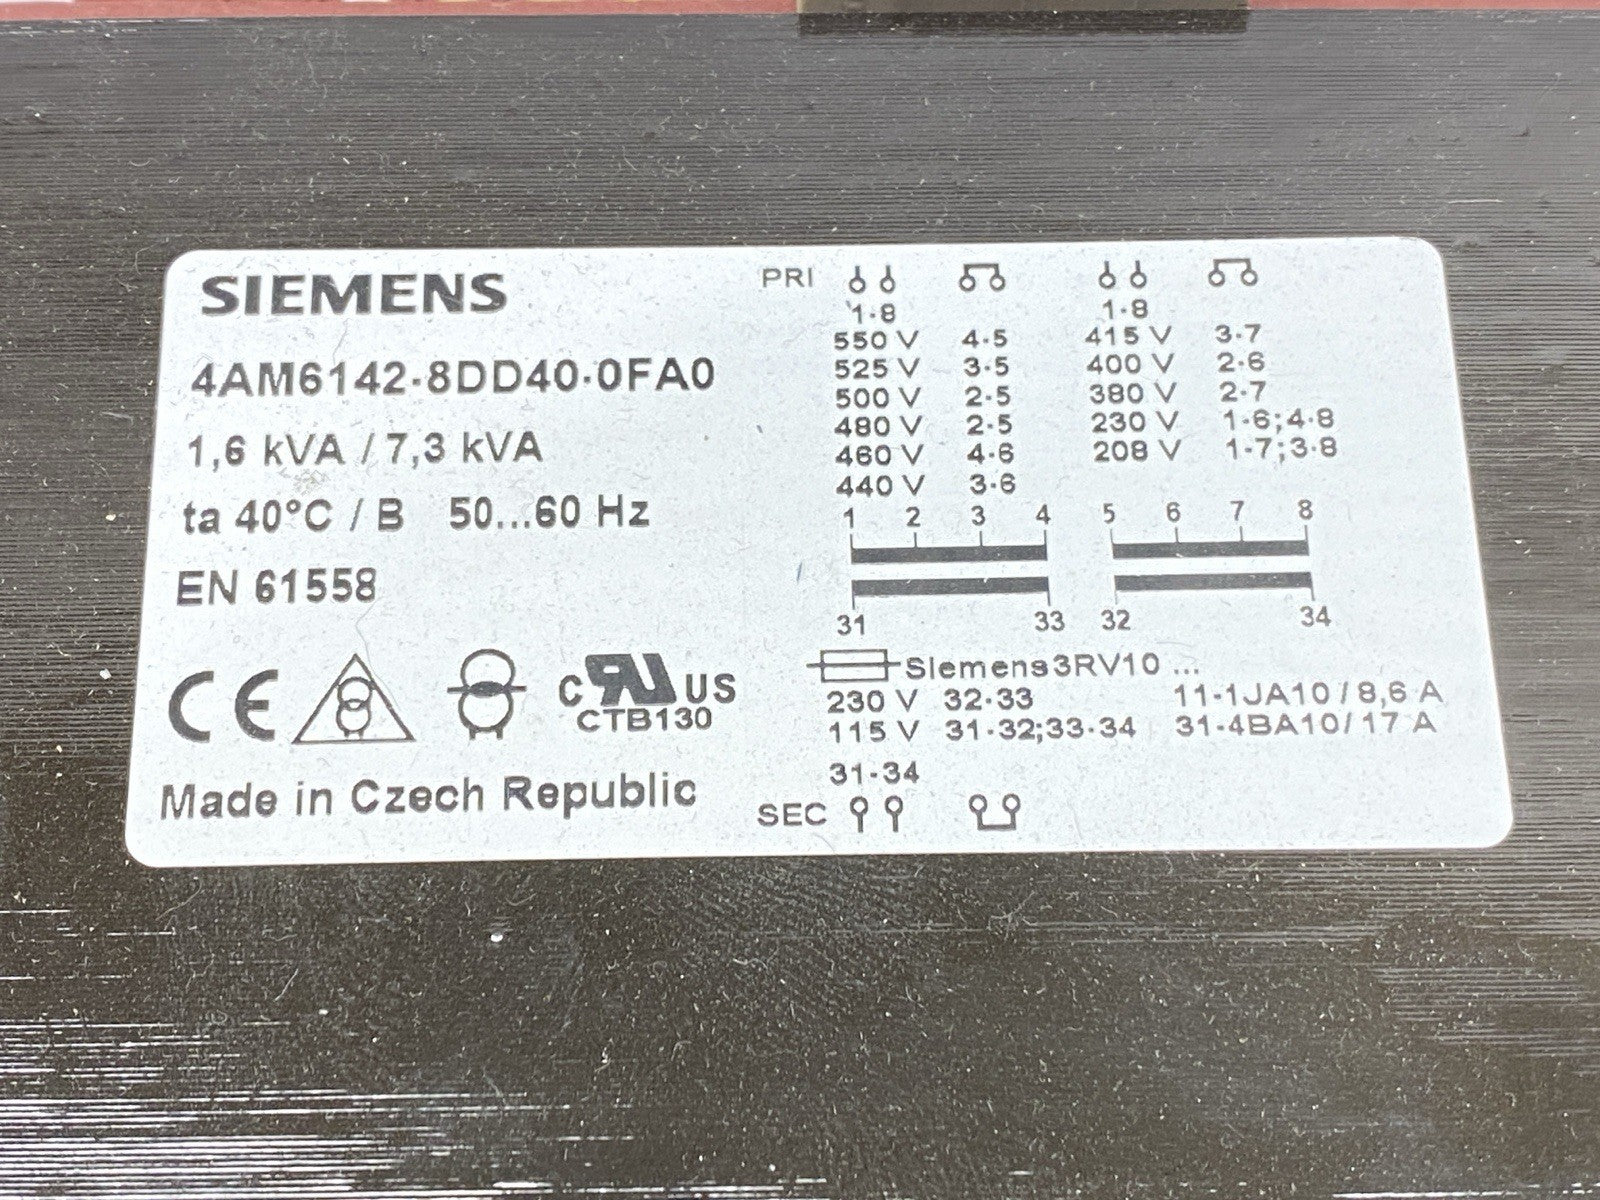 SIEMENS
4AM6142-8DD40-0FA0
1,6 kVA / 7,3 kVA
ta 40°C / B 50...60 Hz
EN 61558
CE
C RU US
CTB130
Made in Czech Republic
PRI
1-8 1-8
550 V 4-5 415 V 3-7
525 V 3-5 400 V 2-6
500 V 2-5 380 V 2-7
480 V 2-5 230 V 1-6;4-8
460 V 4-6 208 V 1-7;3-8
440 V 3-6
1 2 3 4 5 6 7 8
31 33 32 34
Siemens3RV10 ...
230 V 32-33 11-1JA10/8,6 A
115 V 31-32;33-34 31-4BA10/17 A
31-34
SEC